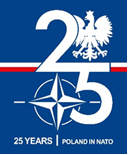 25
25 YEARS | POLAND IN NATO